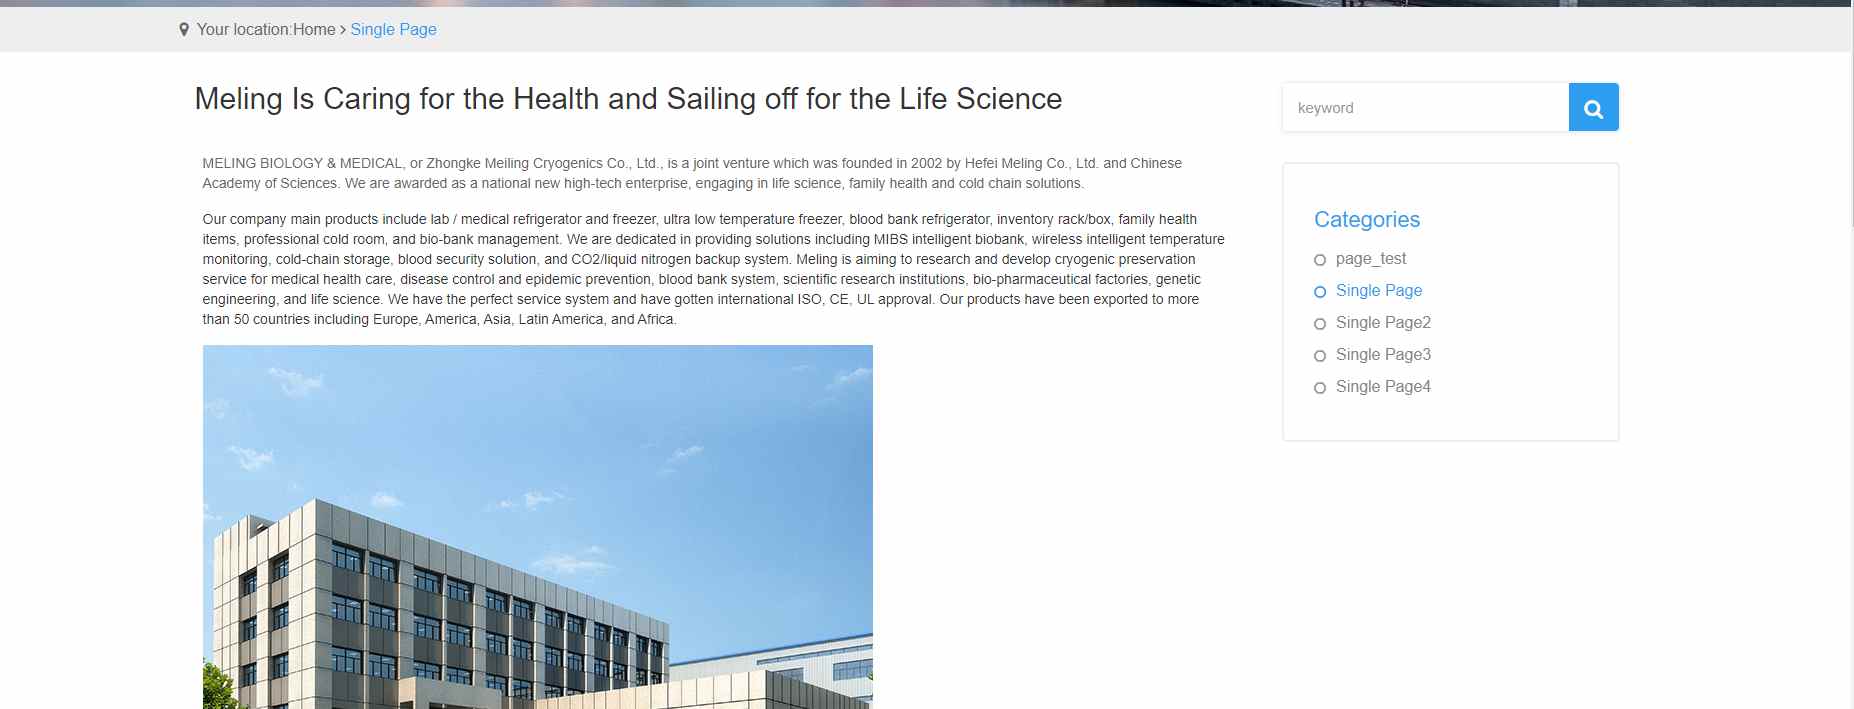 Your location:Home > Single Page
Meling Is Caring for the Health and Sailing off for the Life Science
keyword
MELING BIOLOGY & MEDICAL, or Zhongke Meiling Cryogenics Co., Ltd., is a joint venture which was founded in 2002 by Hefei Meling Co., Ltd. and Chinese
Academy of Sciences. We are awarded as a national new high-tech enterprise, engaging in life science, family health and cold chain solutions.
Our company main products include lab / medical refrigerator and freezer, ultra low temperature freezer, blood bank refrigerator, inventory rack/box, family health
items, professional cold room, and bio-bank management. We are dedicated in providing solutions including MIBS intelligent biobank, wireless intelligent temperature
monitoring, cold-chain storage, blood security solution, and CO2/liquid nitrogen backup system. Meling is aiming to research and develop cryogenic preservation
service for medical health care, disease control and epidemic prevention, blood bank system, scientific research institutions, bio-pharmaceutical factories, genetic
engineering, and life science. We have the perfect service system and have gotten international ISO, CE, UL approval. Our products have been exported to more
than 50 countries including Europe, America, Asia, Latin America, and Africa.
Categories
page_test
Single Page
Single Page2
Single Page3
Single Page4